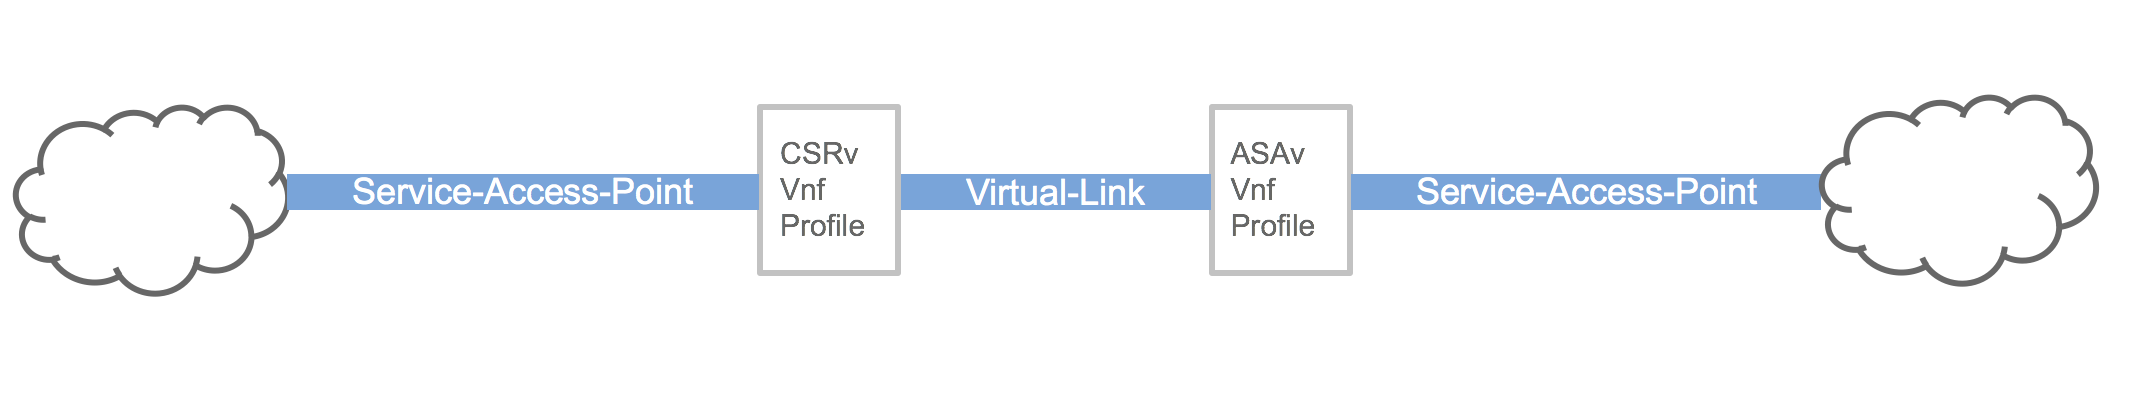 Service-Access-Point
CSRv
Vnf
Profile
Virtual-Link
ASAv
Vnf
Profile
Service-Access-Point